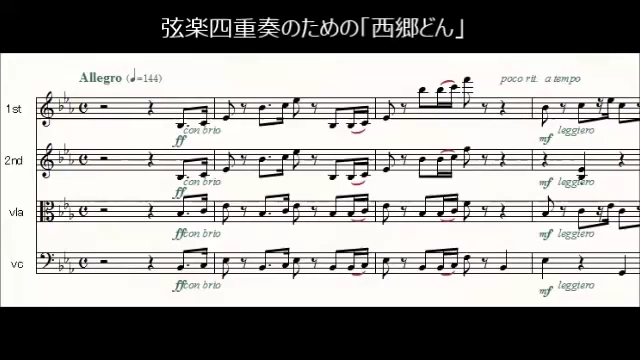 弦楽四重奏のための「西郷どん」
Allegro (♩=144)
poco rit. a tempo
1st
ff con brio
mf leggiero
2nd
ff con brio
mf leggiero
vla
ff con brio
mf leggiero
vc
ff con brio
mf leggiero